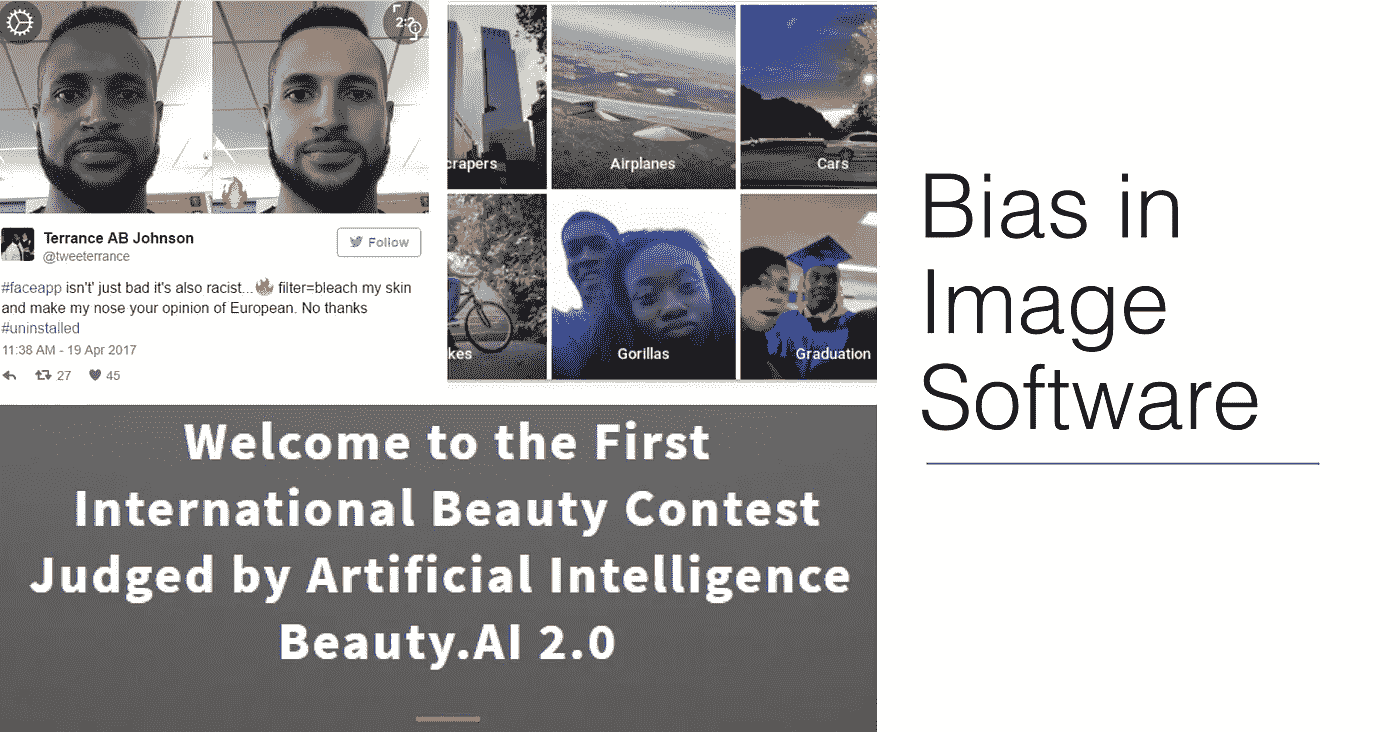 2:?
Terrance AB Johnson
@tweeterrance
Follow
#faceapp isn't' just bad it's also racist...🔥 filter=bleach my skin
and make my nose your opinion of European. No thanks
#uninstalled
11:38 AM - 19 Apr 2017
27
45
crapers
Airplanes
Cars
kes
Gorillas
Graduation
Welcome to the First
International Beauty Contest
Judged by Artificial Intelligence
Beauty.AI 2.0
Bias in
Image
Software